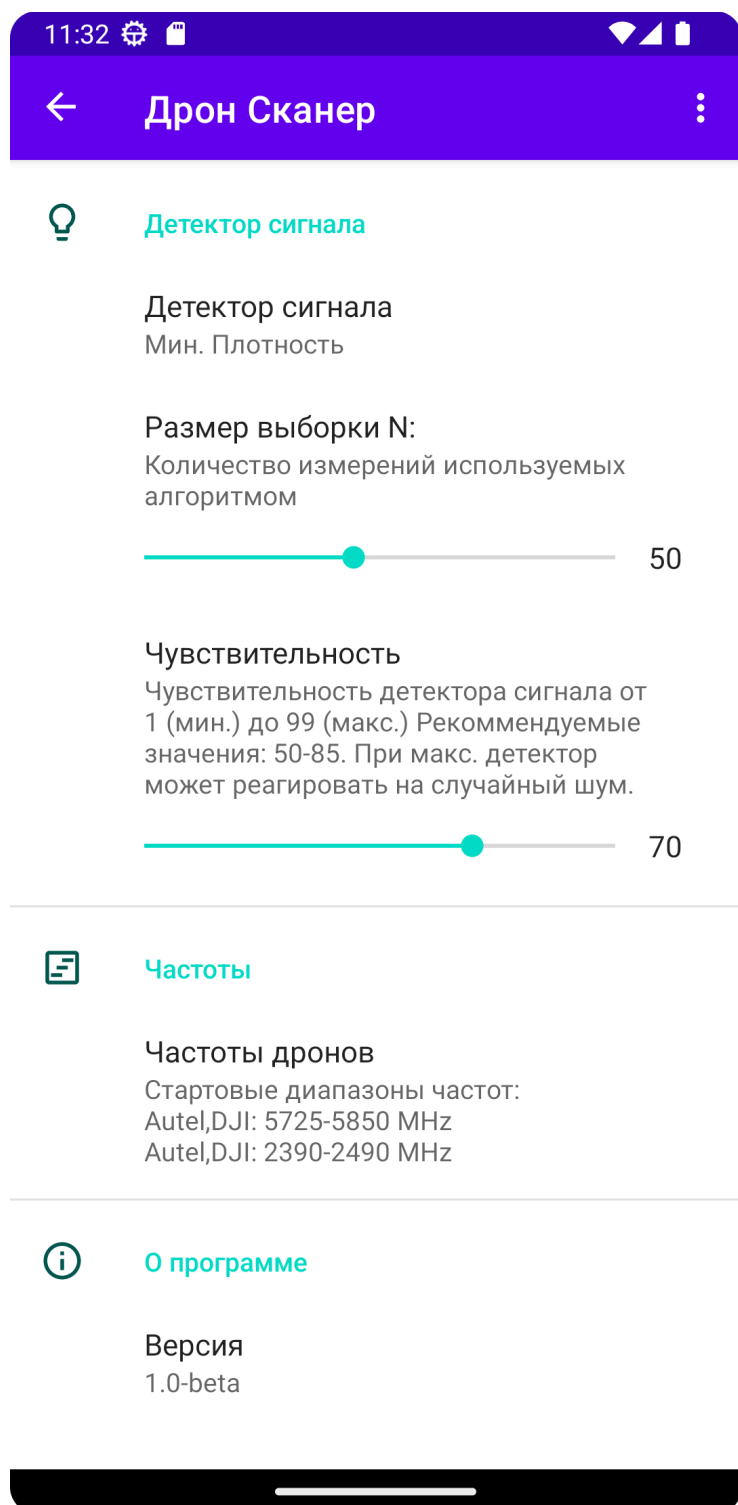 11:32
Дрон Сканер
Детектор сигнала
Детектор сигнала
Мин. Плотность
Размер выборки N:
Количество измерений используемых
алгоритмом
50
Чувствительность
Чувствительность детектора сигнала от
1 (мин.) до 99 (макс.) Рекоммендуемые
значения: 50-85. При макс. детектор
может реагировать на случайный шум.
70
Частоты
Частоты дронов
Стартовые диапазоны частот:
Autel,DJI: 5725-5850 MHz
Autel,DJI: 2390-2490 MHz
О программе
Версия
1.0-beta